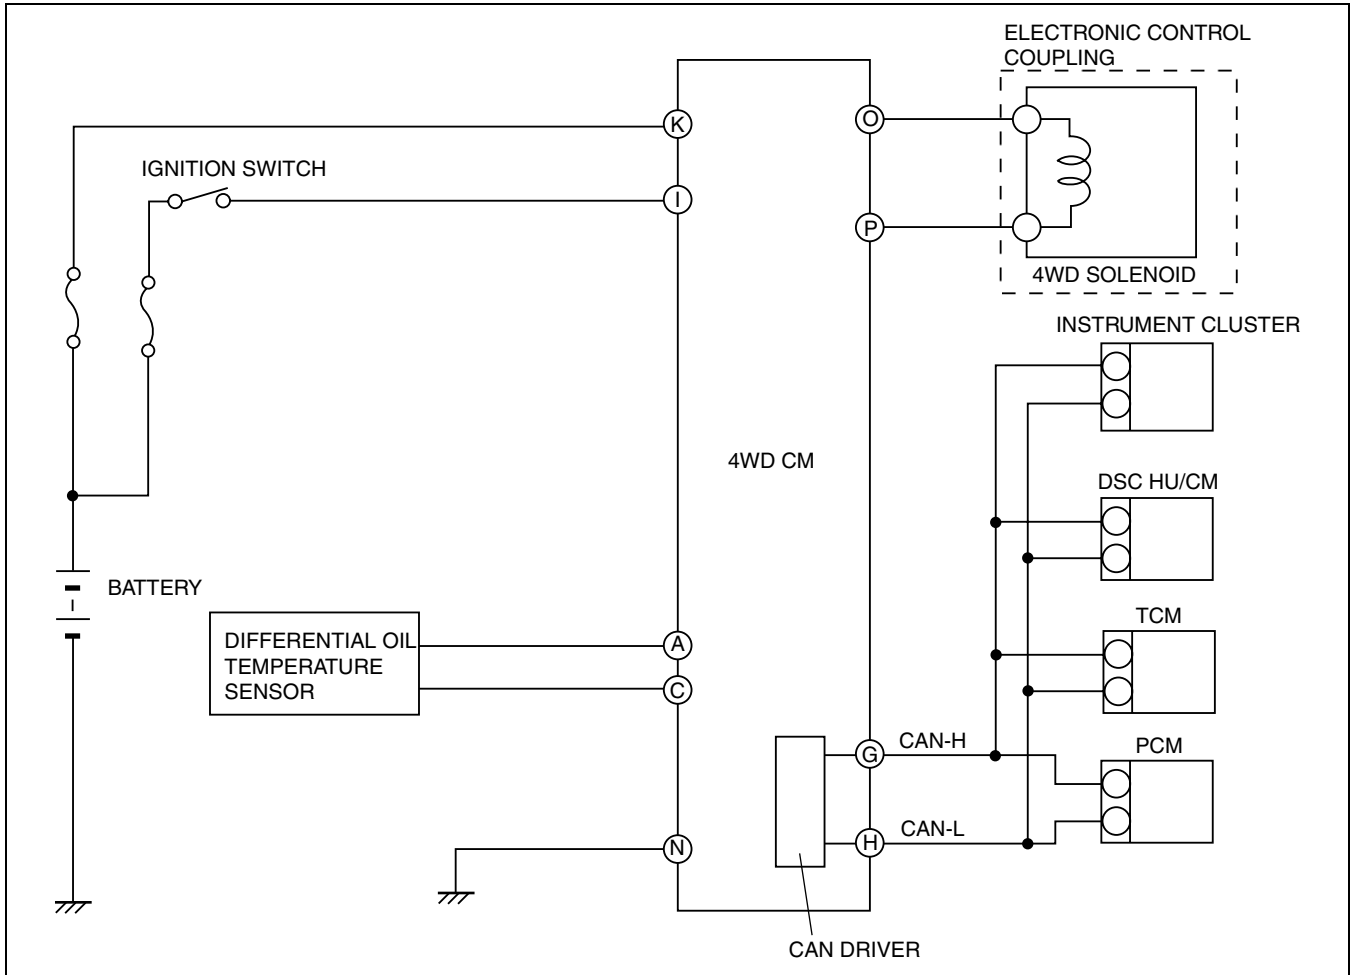 ELECTRONIC CONTROL
COUPLING
K
O
IGNITION SWITCH
I
P
4WD SOLENOID
INSTRUMENT CLUSTER
4WD CM
DSC HU/CM
BATTERY
TCM
DIFFERENTIAL OIL
TEMPERATURE
SENSOR
A
C
G
CAN-H
PCM
N
H
CAN-L
CAN DRIVER